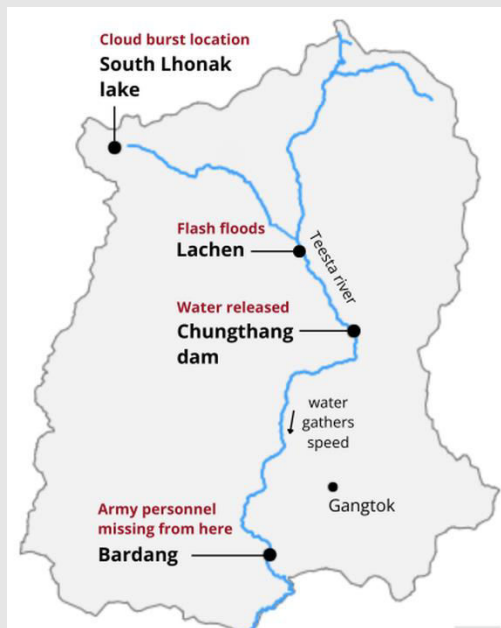 Cloud burst location
South Lhonak
lake
Flash floods
Lachen
Teesta river
Water released
Chungthang
dam
water
gathers
speed
Gangtok
Army personnel
missing from here
Bardang